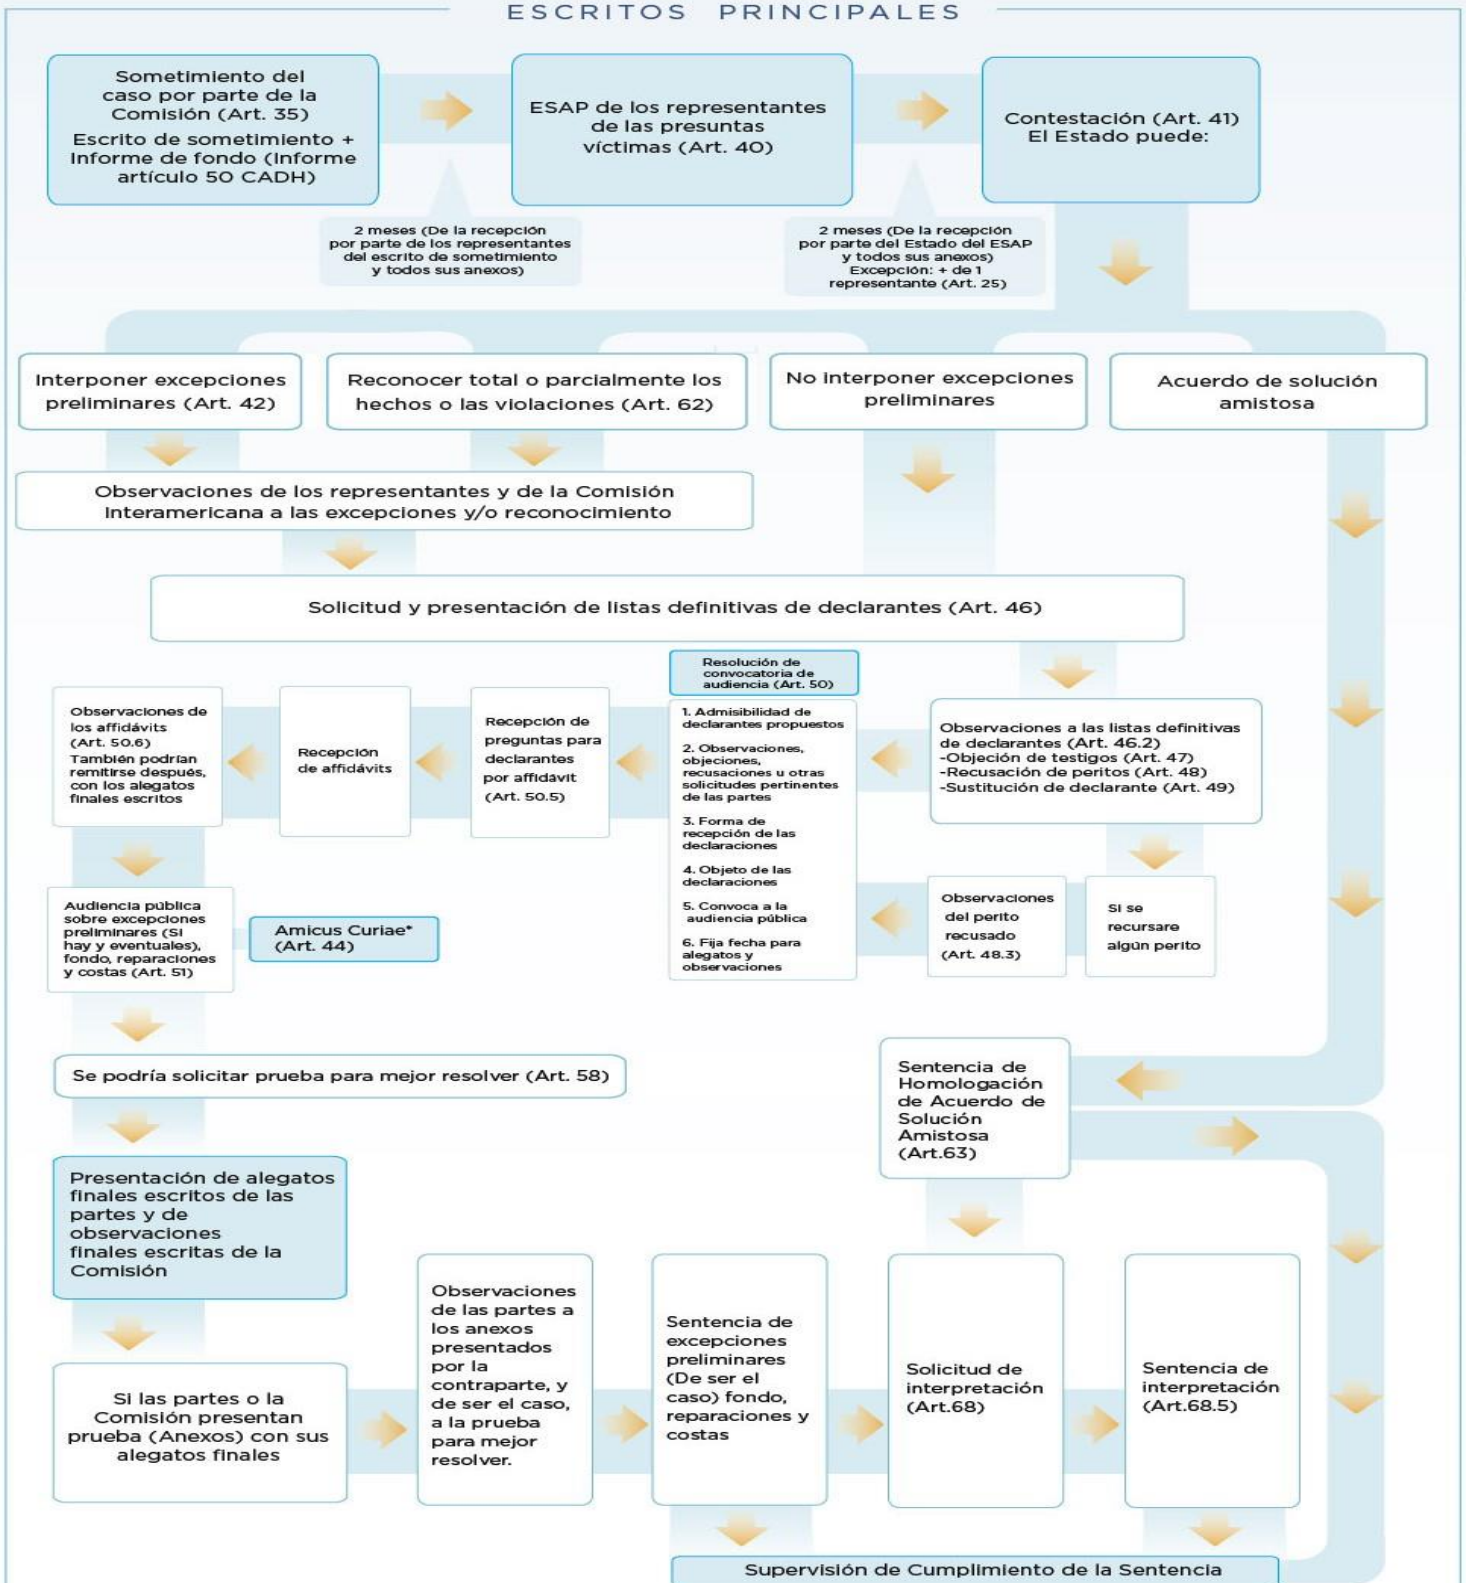 ESCRITOS PRINCIPALES
Sometimiento del
caso por parte de la
Comisión (Art. 35)
Escrito de sometimiento +
Informe de fondo (Informe
artículo 50 CADH)
ESAP de los representantes
de las presuntas
víctimas (Art. 40)
Contestación (Art. 41)
El Estado puede:
2 meses (De la recepción
por parte de los representantes
del escrito de sometimiento
y todos sus anexos)
2 meses (De la recepción
por parte del Estado del ESAP
y todos sus anexos)
Excepción: + de 1
representante (Art. 25)
Interponer excepciones
preliminares (Art. 42)
Reconocer total o parcialmente los
hechos o las violaciones (Art. 62)
No interponer excepciones
preliminares
Acuerdo de solución
amistosa
Observaciones de los representantes y de la Comisión
Interamericana a las excepciones y/o reconocimiento
Solicitud y presentación de listas definitivas de declarantes (Art. 46)
Observaciones a las listas definitivas
de declarantes (Art. 46.2)
-Objeción de testigos (Art. 47)
-Recusación de peritos (Art. 48)
-Sustitución de declarante (Art. 49)
Si se
recursare
algún perito
Observaciones
del perito
recusado
(Art. 48.3)
Resolución de
convocatoria de
audiencia (Art. 50)
1. Admisibilidad de
declarantes propuestos
2. Observaciones,
objeciones,
recusaciones u otras
solicitudes pertinentes
de las partes
3. Forma de
recepción de las
declaraciones
4. Objeto de las
declaraciones
5. Convoca a la
audiencia pública
6. Fija fecha para
alegatos y
observaciones
Recepción de
preguntas para
declarantes
por affidávit
(Art. 50.5)
Recepción
de affidávits
Observaciones de
los affidávits
(Art. 50.6)
También podrían
remitirse después,
con los alegatos
finales escritos
Audiencia pública
sobre excepciones
preliminares (Si
hay y eventuales),
fondo, reparaciones
y costas (Art. 51)
Amicus Curiae*
(Art. 44)
Se podría solicitar prueba para mejor resolver (Art. 58)
Sentencia de
Homologación
de Acuerdo de
Solución
Amistosa
(Art.63)
Presentación de alegatos
finales escritos de las
partes y de
observaciones
finales escritas de la
Comisión
Si las partes o la
Comisión presentan
prueba (Anexos) con sus
alegatos finales
Observaciones
de las partes a
los anexos
presentados
por la
contraparte, y
de ser el caso,
a la prueba
para mejor
resolver.
Sentencia de
excepciones
preliminares
(De ser el
caso) fondo,
reparaciones y
costas
Solicitud de
interpretación
(Art.68)
Sentencia de
interpretación
(Art.68.5)
Supervisión de Cumplimiento de la Sentencia